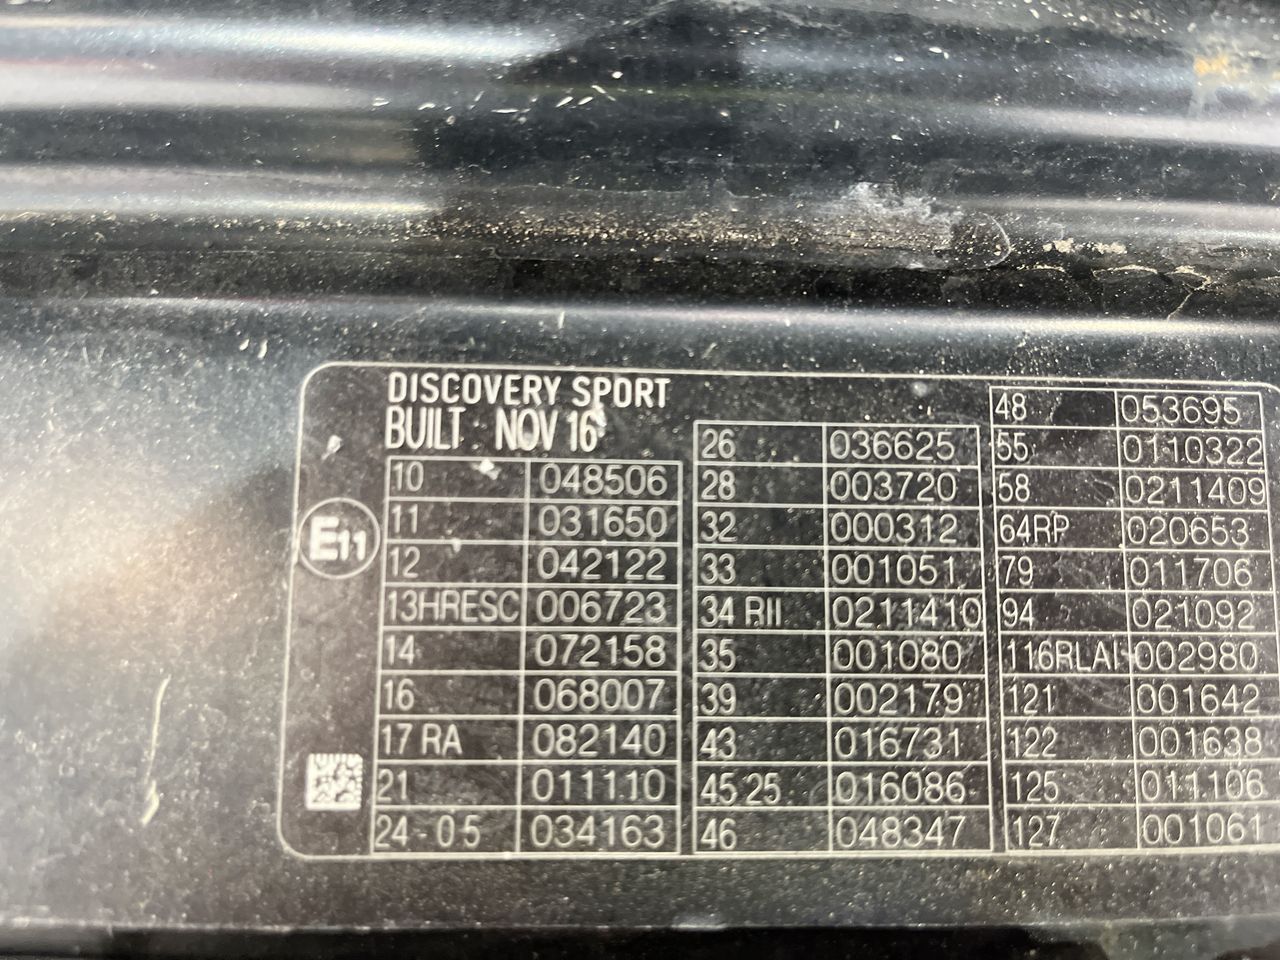 DISCOVERY SPORT
BUILT : NOV 16
E11
10 048506
11 031650
12 042122
13HRESC 006723
14 072158
16 068007
17 RA 082140
21 011110
24-05 034163
26 036625
28 003720
32 000312
33 001051
34 RII 0211410
35 001080
39 002179
43 016731
45 25 016086
46 048347
48 053695
55 0110322
58 0211409
64RP 020653
79 011706
94 021092
116RLAI 002980
121 001642
122 001638
125 011106
127 001061